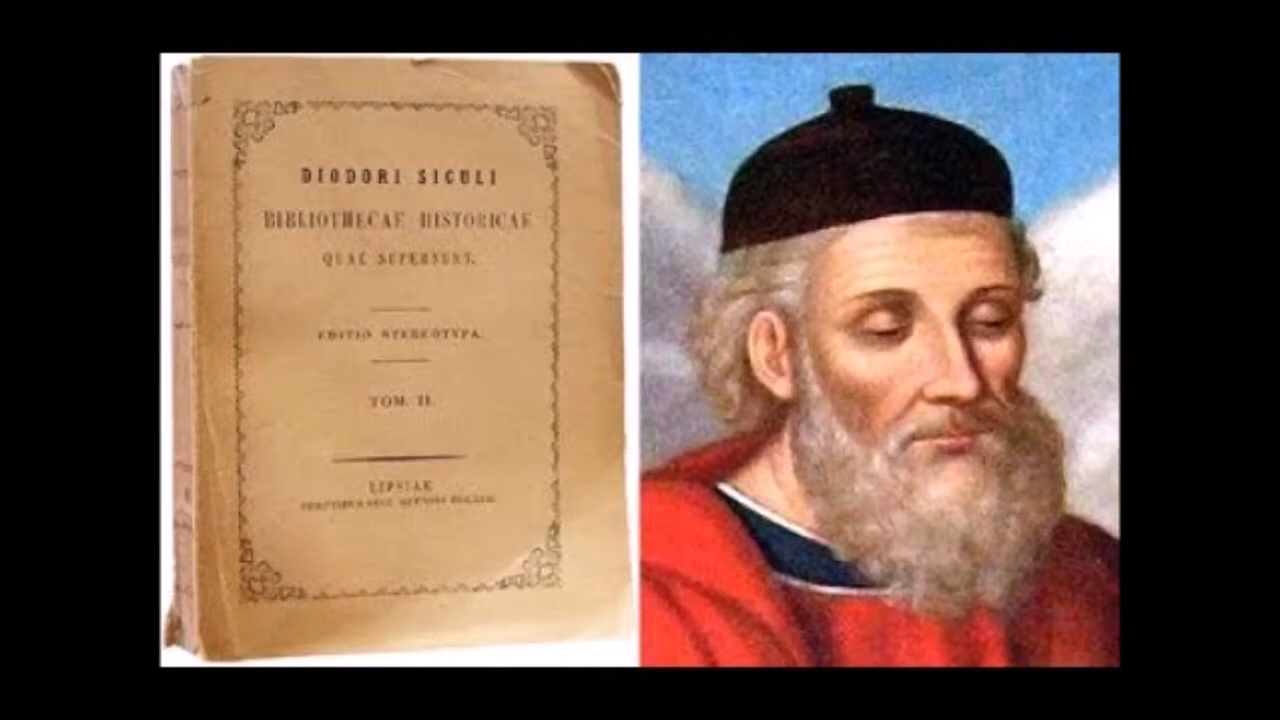 DIODORI SICULI
BIBLIOTHECAE HISTORICAE
QUAE SUPERSUNT.
EDITIO STEREOTYPA.
TOM. II.
LIPSIAE